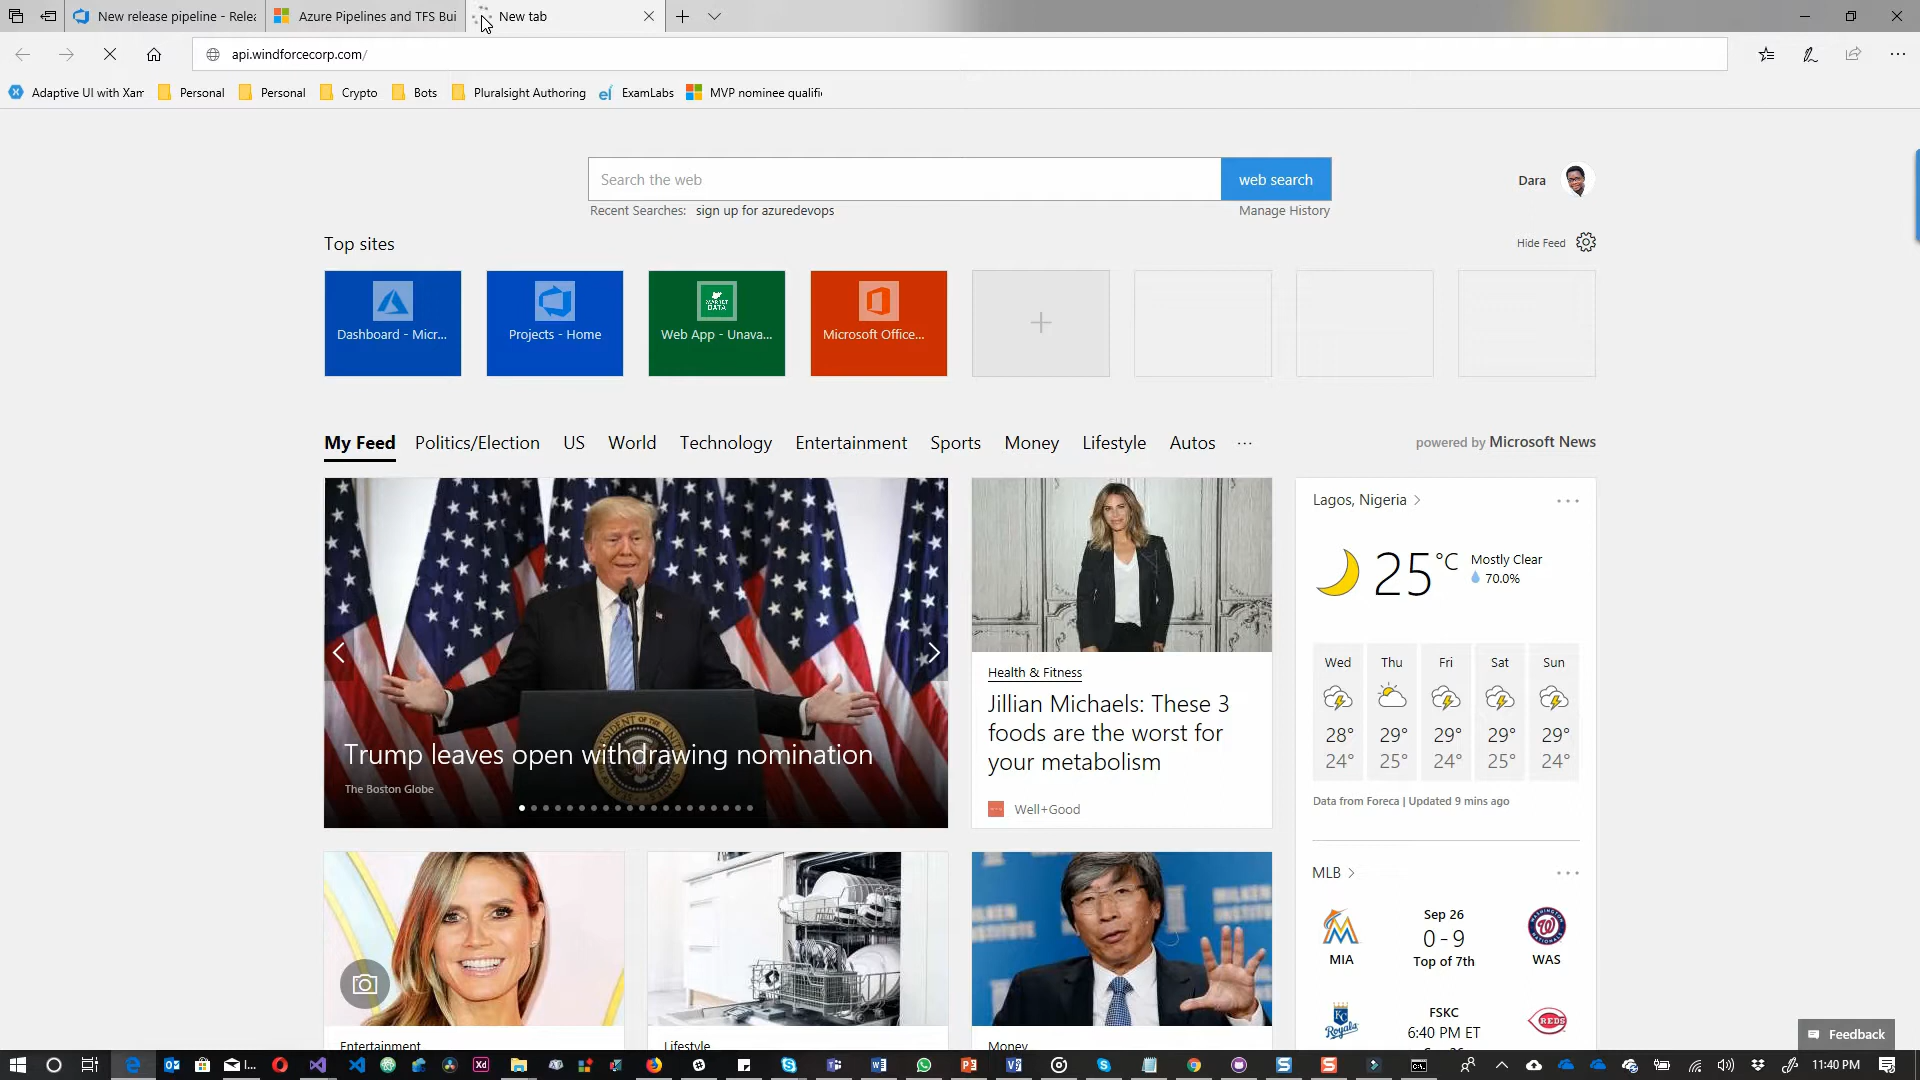 New release pipeline - Relea
Azure Pipelines and TFS Bui
New tab
api.windforcecorp.com/
Adaptive UI with Xam
Personal
Personal
Crypto
Bots
Pluralsight Authoring
ExamLabs
MVP nominee qualifi
Search the web
web search
Dara
Recent Searches: sign up for azuredevops
Manage History
Top sites
Hide Feed
MARKET
DATA
Dashboard - Micr...
Projects - Home
Web App - Unava...
Microsoft Office...
My Feed
Politics/Election
US
World
Technology
Entertainment
Sports
Money
Lifestyle
Autos
powered by Microsoft News
Trump leaves open withdrawing nomination
The Boston Globe
Health & Fitness
Jillian Michaels: These 3
foods are the worst for
your metabolism
Well+Good
Lagos, Nigeria
25 °C
Mostly Clear
70.0%
Wed Thu Fri Sat Sun
28° 29° 29° 29° 29°
24° 25° 24° 25° 24°
Data from Foreca | Updated 9 mins ago
MLB
Sep 26
0 - 9
MIA
Top of 7th
WAS
FSKC
6:40 PM ET
Entertainment
Lifestyle
Money
Feedback
11:40 PM